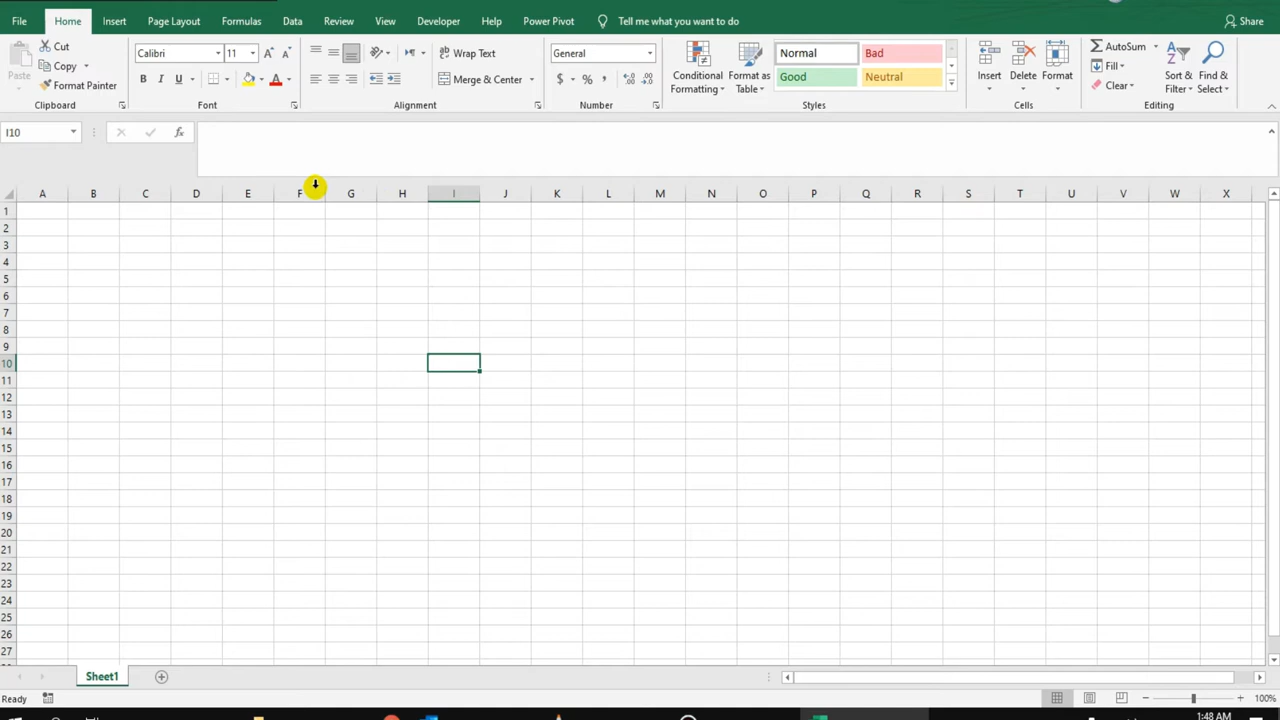 File Home Insert Page Layout Formulas Data Review View Developer Help Power Pivot Tell me what you want to do Share
Paste Cut Copy Format Painter
Calibri 11
B I U
Wrap Text
Merge & Center
General
$ % ,
Conditional Formatting
Format as Table
Normal Bad
Good Neutral
Insert Delete Format
AutoSum
Fill
Clear
Sort & Filter
Find & Select
Clipboard Font Alignment Number Styles Cells Editing
I10 fx
A B C D E F G H I J K L M N O P Q R S T U V W X
1
2
3
4
5
6
7
8
9
10
11
12
13
14
15
16
17
18
19
20
21
22
23
24
25
26
27
Sheet1
Ready 100%
1:48 AM